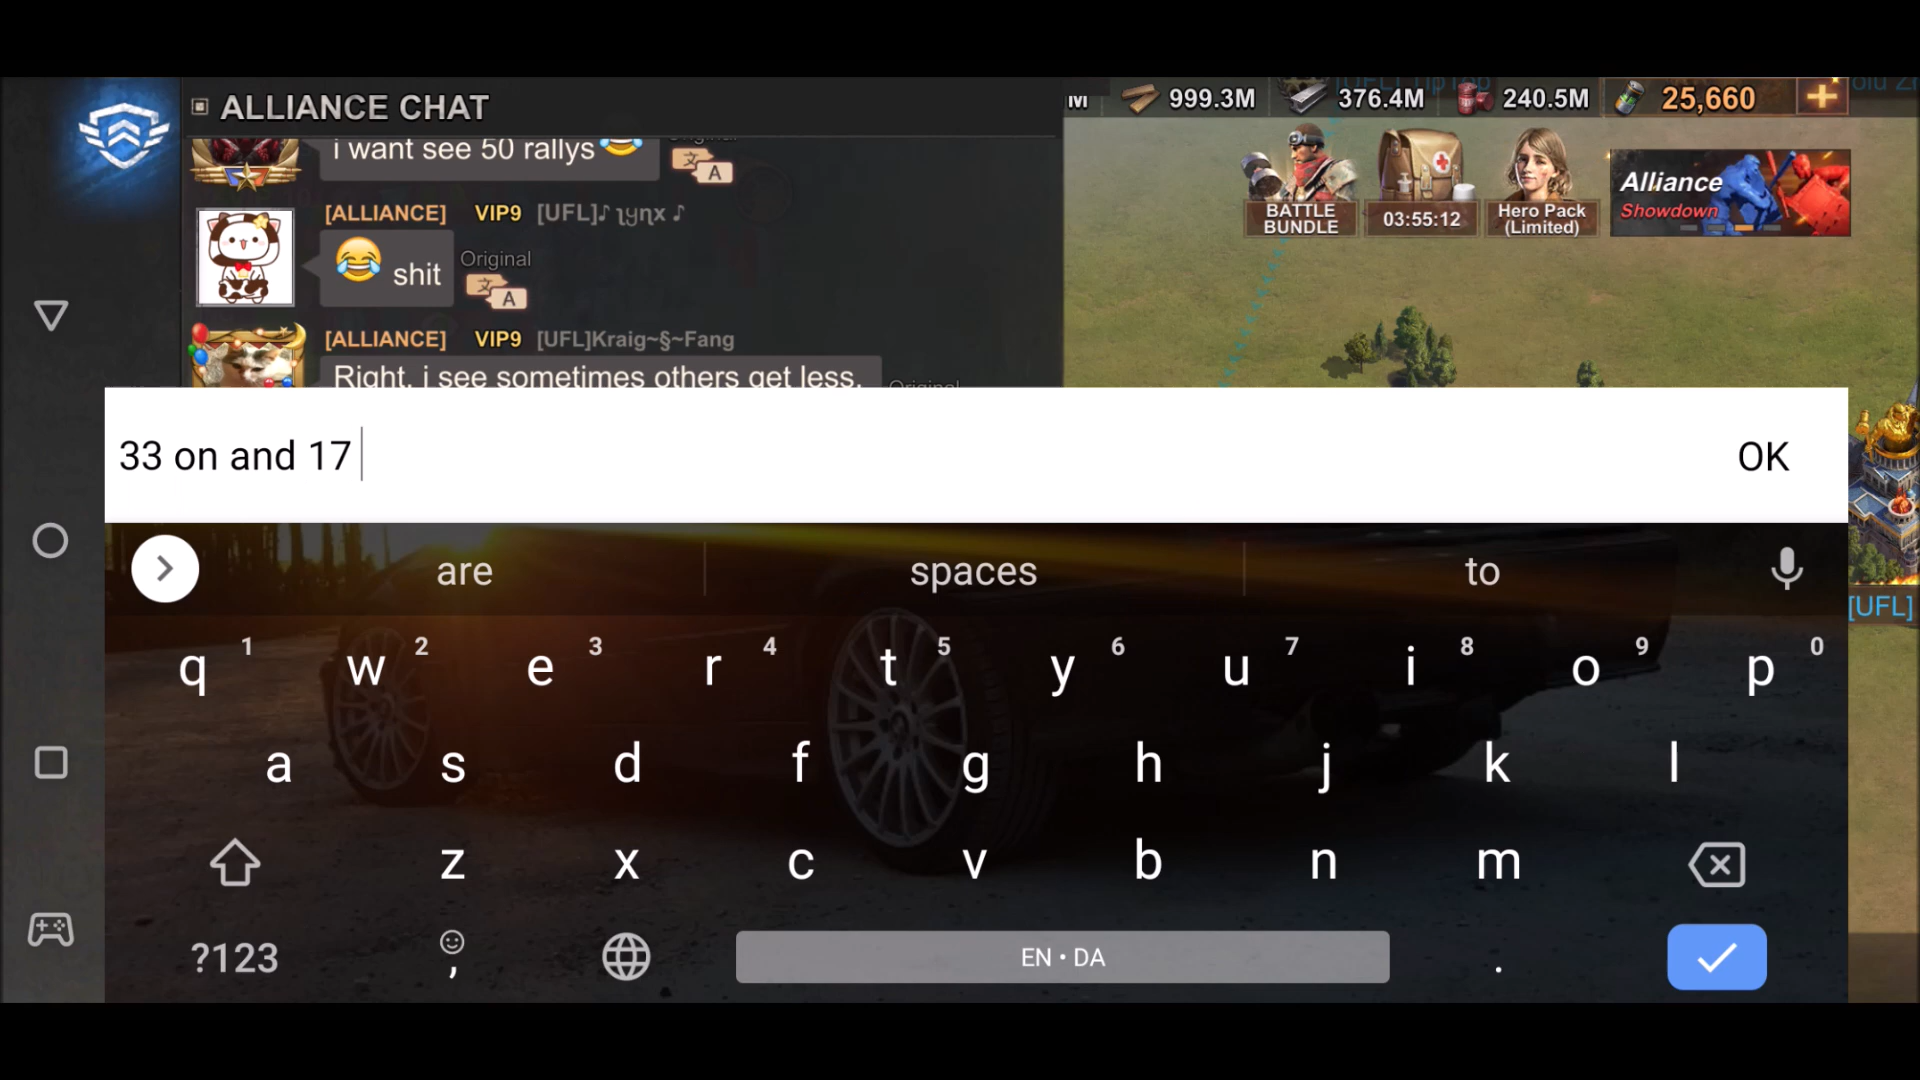 ALLIANCE CHAT
M 999.3M 376.4M 240.5M 25,660
i want see 50 rallys
[ALLIANCE] VIP9 [UFL]
Original
shit
[ALLIANCE] VIP9 [UFL]Kraig~§~Fang
Right, i see sometimes others get less.
Original
BATTLE
BUNDLE
03:55:12
Hero Pack
(Limited)
Alliance
Showdown
33 on and 17
OK
are spaces to
[UFL]
1 2 3 4 5 6 7 8 9 0
q w e r t y u i o p
a s d f g h j k l
z x c v b n m
?123 , EN • DA .